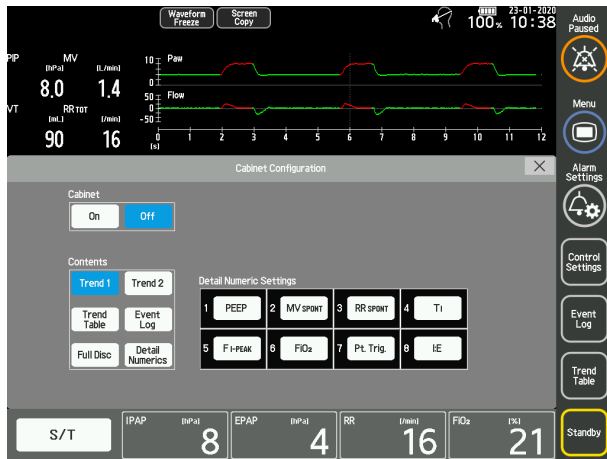 Waveform Freeze
Screen Copy
100%
23-01-2020
10:38
Audio Paused
PIP [hPa]
MV [L/min]
8.0
1.4
VT [mL]
RR TOT [/min]
90
16
10 Paw
0
50 Flow
0
-50
0 1 2 3 4 5 6 7 8 9 10 11 12
[s]
Menu
Alarm Settings
Control Settings
Event Log
Trend Table
Standby
Cabinet Configuration
Cabinet
On
Off
Contents
Trend 1
Trend 2
Trend Table
Event Log
Full Disc
Detail Numerics
Detail Numeric Settings
1 PEEP
2 MV SPONT
3 RR SPONT
4 TI
5 F I-PEAK
6 FiO2
7 Pt. Trig.
8 I:E
S/T
IPAP [hPa]
8
EPAP [hPa]
4
RR [/min]
16
FiO2 [%]
21